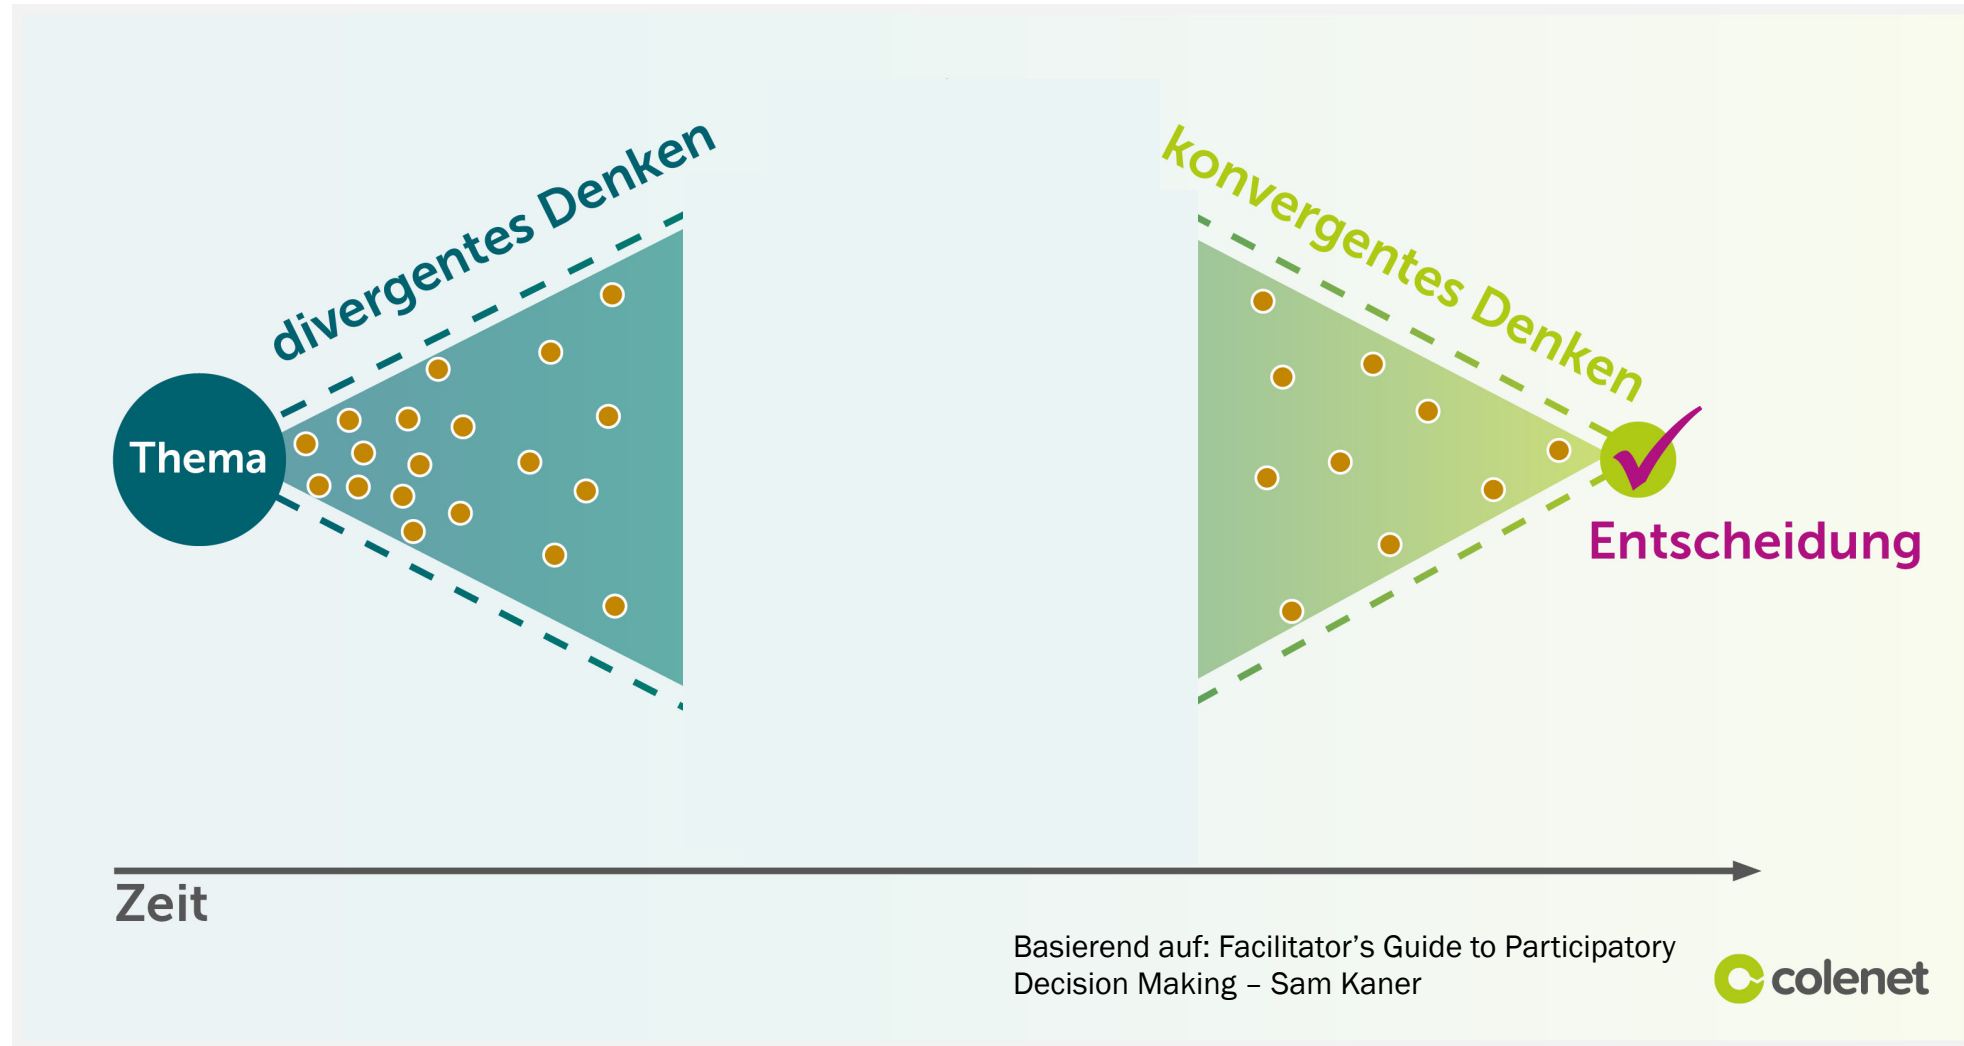 divergentes Denken
konvergentes Denken
Thema
Entscheidung
Zeit
Basierend auf: Facilitator’s Guide to Participatory
Decision Making – Sam Kaner
colenet